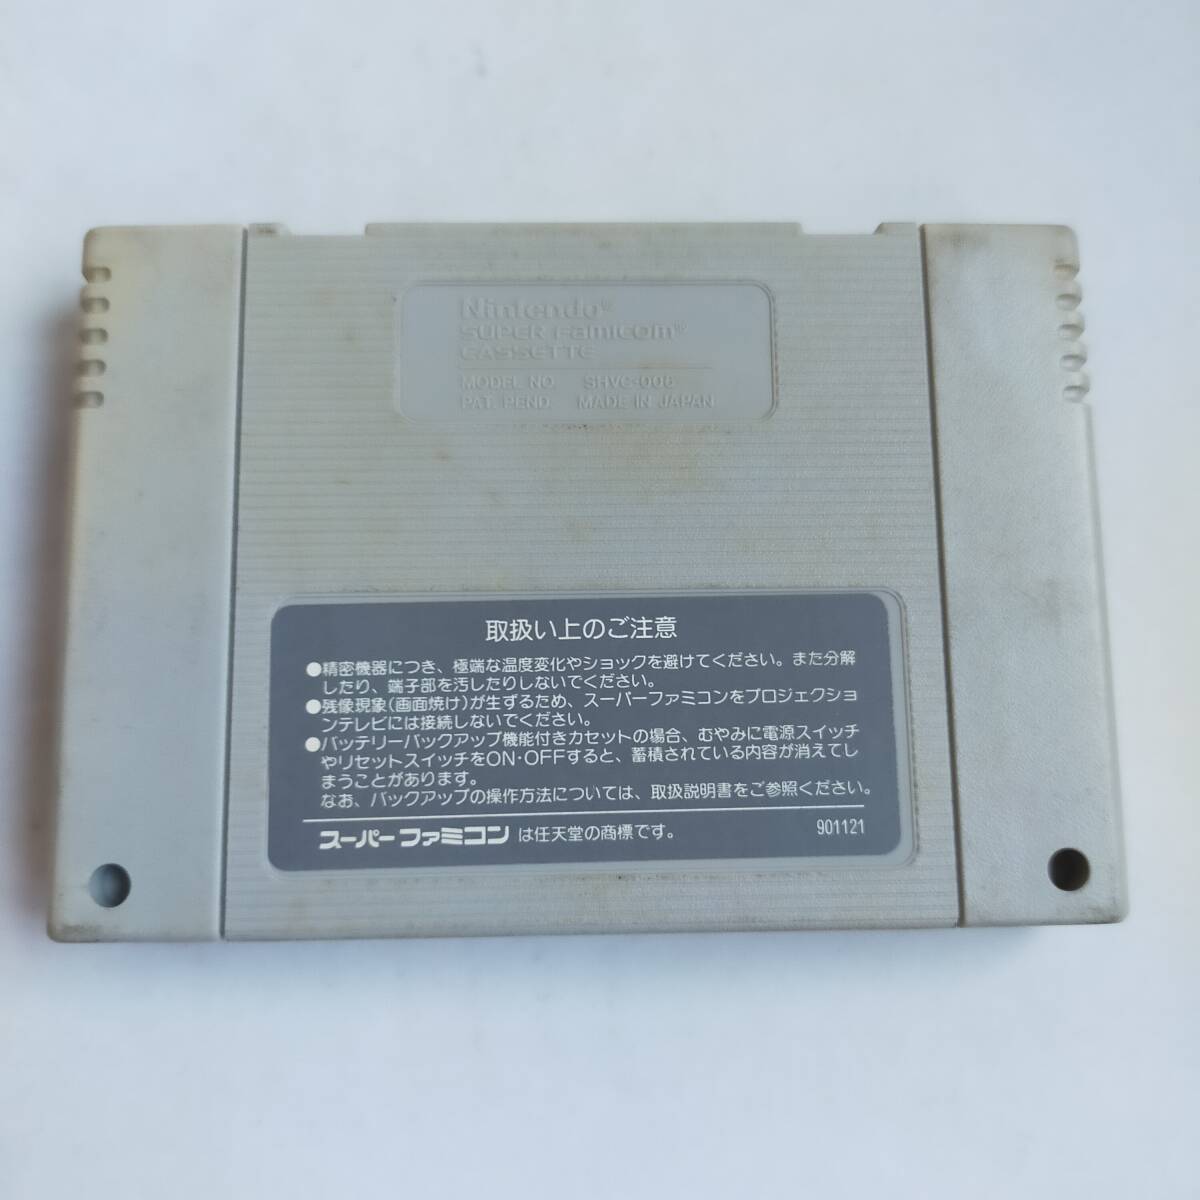 Nintendo®
SUPER Famicom®
CASSETTE
MODEL NO. SHVC-006
PAT. PEND. MADE IN JAPAN
取扱い上のご注意
●精密機器につき、極端な温度変化やショックを避けてください。また分解
したり、端子部を汚したりしないでください。
●残像現象(画面焼け)が生ずるため、スーパーファミコンをプロジェクショ
ンテレビには接続しないでください。
●バッテリーバックアップ機能付きカセットの場合、むやみに電源スイッチ
やリセットスイッチをON・OFFすると、蓄積されている内容が消えてし
まうことがあります。
なお、バックアップの操作方法については、取扱説明書をご参照ください。
スーパーファミコン は任天堂の商標です。 901121